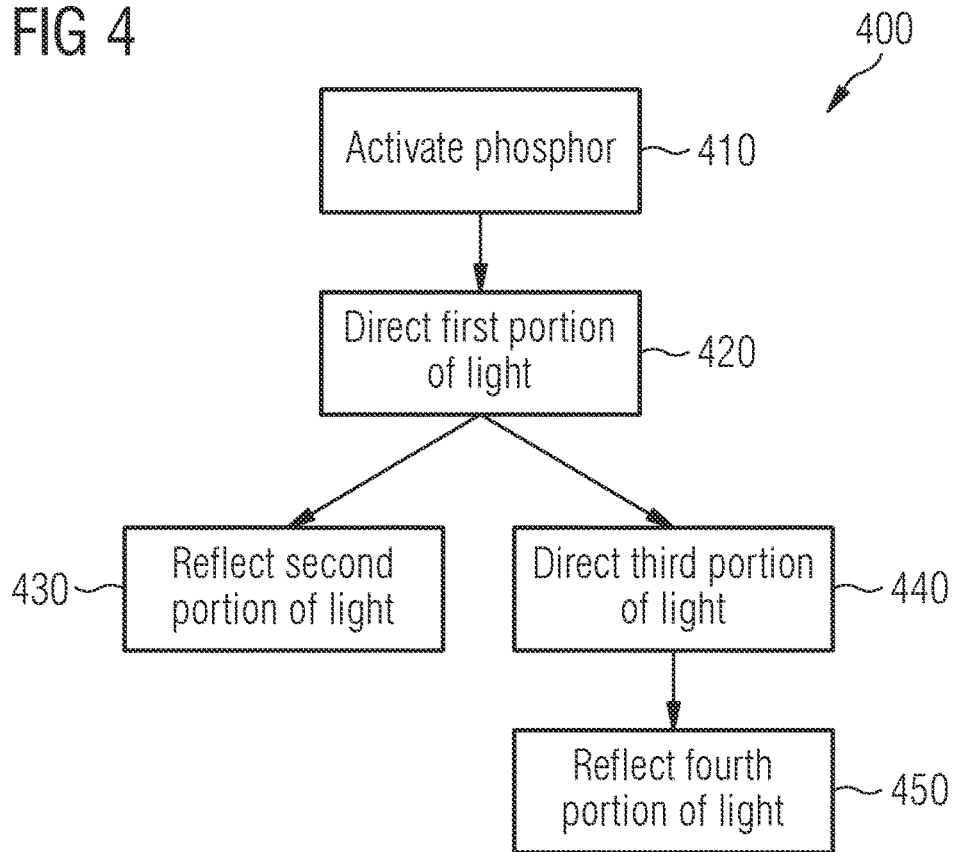 FIG 4
400
Activate phosphor
410
Direct first portion
of light
420
430
Reflect second
portion of light
Direct third portion
of light
440
Reflect fourth
portion of light
450